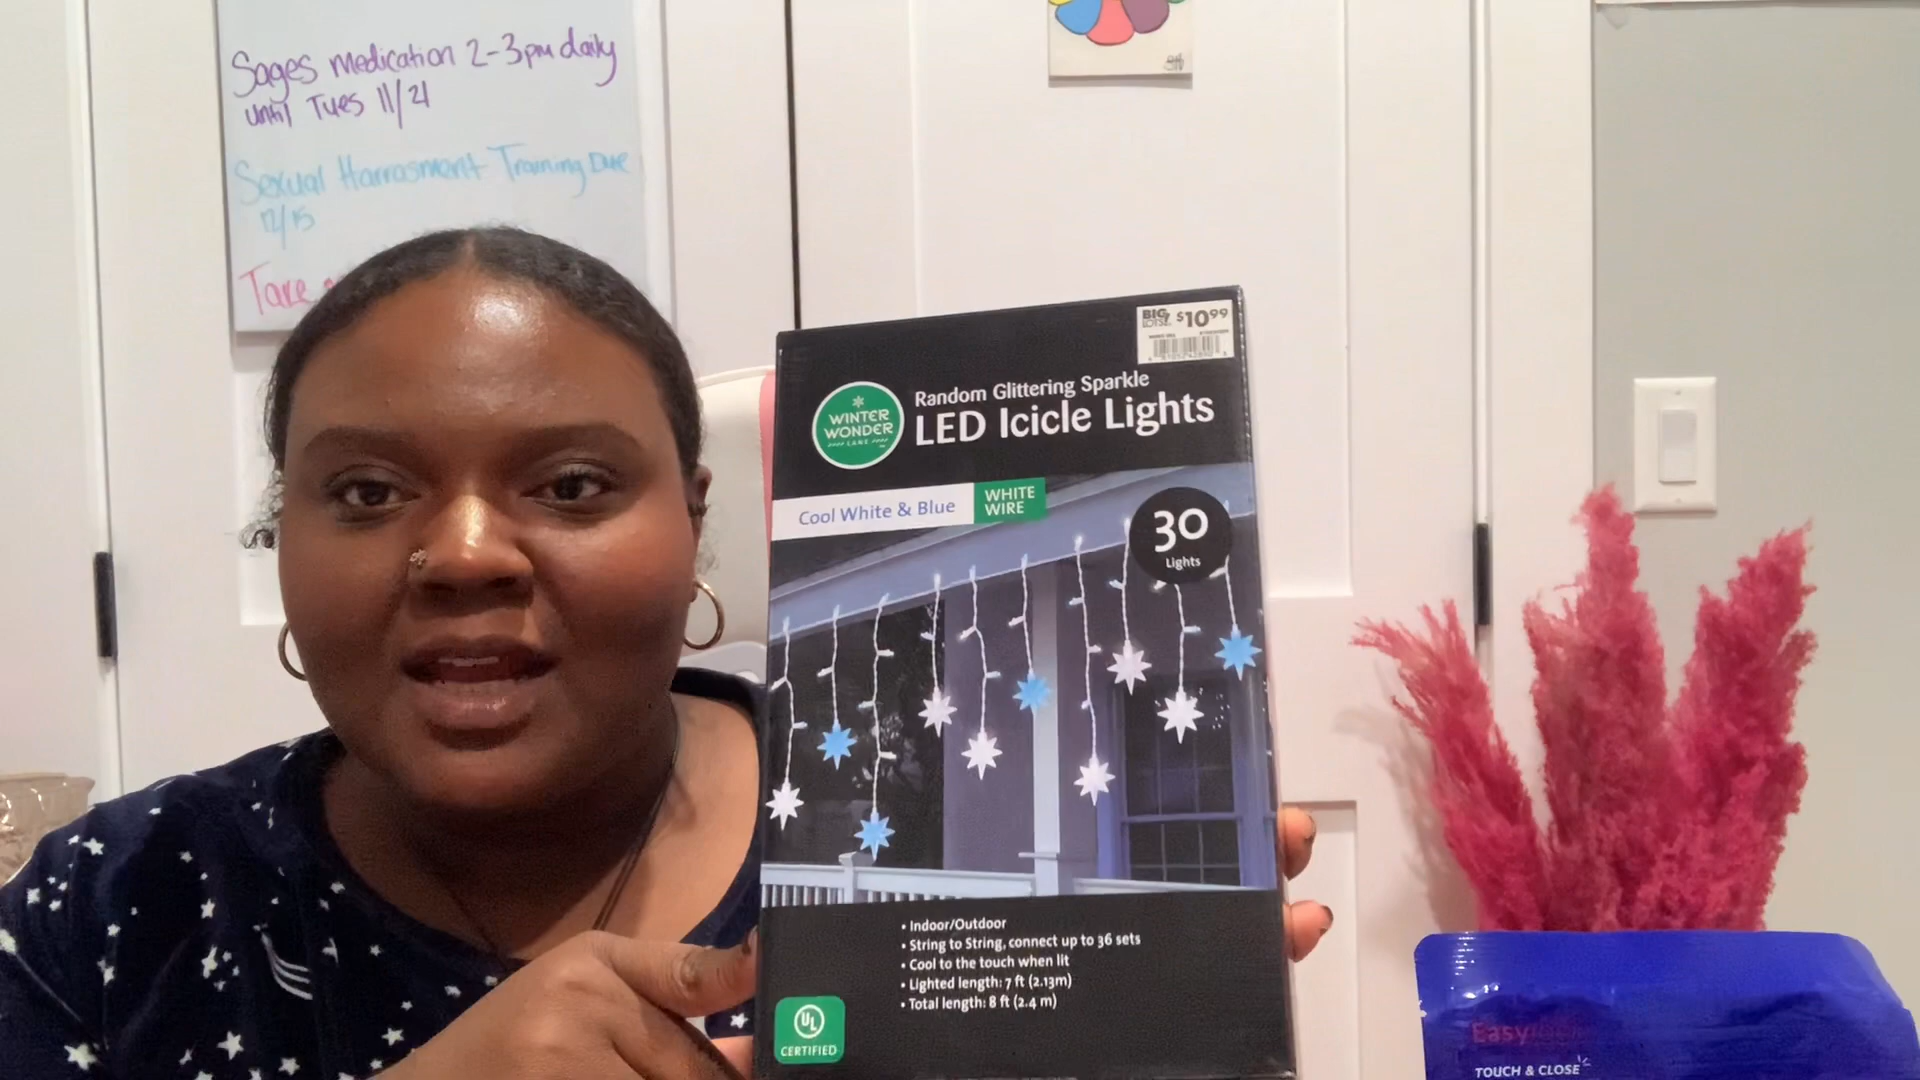 Sages Medication 2-3pm daily
until Tues 11/21
Sexual Harrasment Training Due
12/15
Take
BIG LOTS! $10.99
Random Glittering Sparkle
LED Icicle Lights
WINTER
WONDER
LANE
Cool White & Blue
WHITE
WIRE
30
Lights
• Indoor/Outdoor
• String to String, connect up to 36 sets
• Cool to the touch when lit
• Lighted length: 7 ft (2.13m)
• Total length: 8 ft (2.4 m)
UL
CERTIFIED
Easy
TOUCH & CLOSE